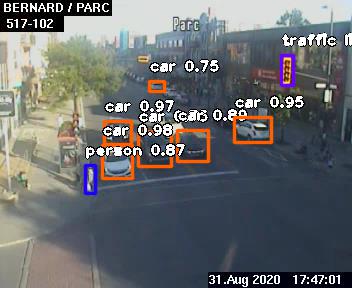 BERNARD / PARC
517-102
Parc
traffic
car 0.75
car 0.97
car 0.95
car 0.89
car 0.98
person 0.87
31.Aug 2020 17:47:01